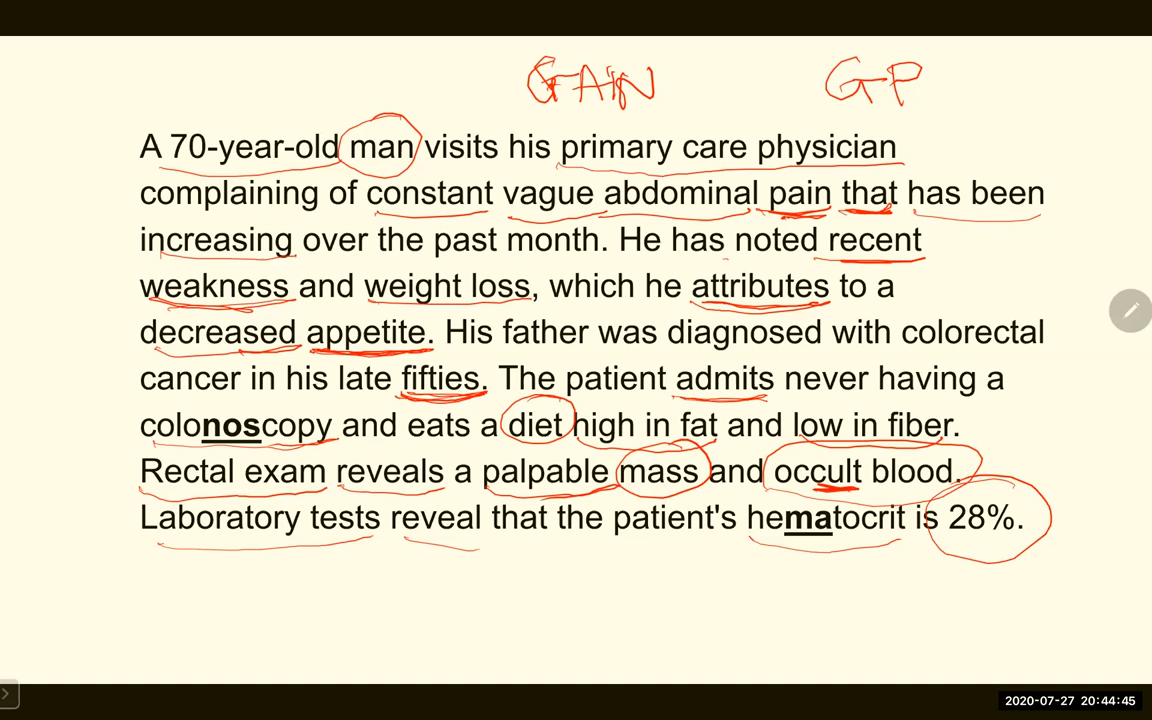 GAIN GP
A 70-year-old man visits his primary care physician
complaining of constant vague abdominal pain that has been
increasing over the past month. He has noted recent
weakness and weight loss, which he attributes to a
decreased appetite. His father was diagnosed with colorectal
cancer in his late fifties. The patient admits never having a
colonoscopy and eats a diet high in fat and low in fiber.
Rectal exam reveals a palpable mass and occult blood.
Laboratory tests reveal that the patient's hematocrit is 28%.
2020-07-27 20:44:45